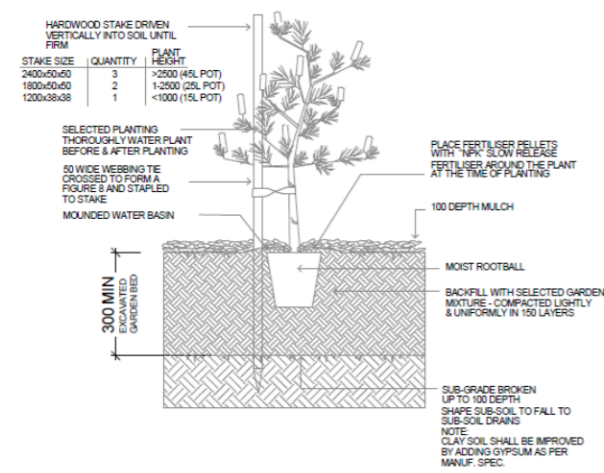 HARDWOOD STAKE DRIVEN
VERTICALLY INTO SOIL UNTIL
FIRM
STAKE SIZE QUANTITY PLANT HEIGHT
2400x50x50 3 >2500 (45L POT)
1800x50x50 2 1-2500 (25L POT)
1200x38x38 1 <1000 (15L POT)
SELECTED PLANTING
THOROUGHLY WATER PLANT
BEFORE & AFTER PLANTING
50 WIDE WEBBING TIE
CROSSED TO FORM A
FIGURE 8 AND STAPLED
TO STAKE
MOUNDED WATER BASIN
300 MIN
EXCAVATED
GARDEN BED
PLACE FERTILISER PELLETS
WITH "NPK" SLOW RELEASE
FERTILISER AROUND THE PLANT
AT THE TIME OF PLANTING
100 DEPTH MULCH
MOIST ROOTBALL
BACKFILL WITH SELECTED GARDEN
MIXTURE - COMPACTED LIGHTLY
& UNIFORMLY IN 150 LAYERS
SUB-GRADE BROKEN
UP TO 100 DEPTH
SHAPE SUB-SOIL TO FALL TO
SUB-SOIL DRAINS
NOTE:
CLAY SOIL SHALL BE IMPROVED
BY ADDING GYPSUM AS PER
MANUF. SPEC.